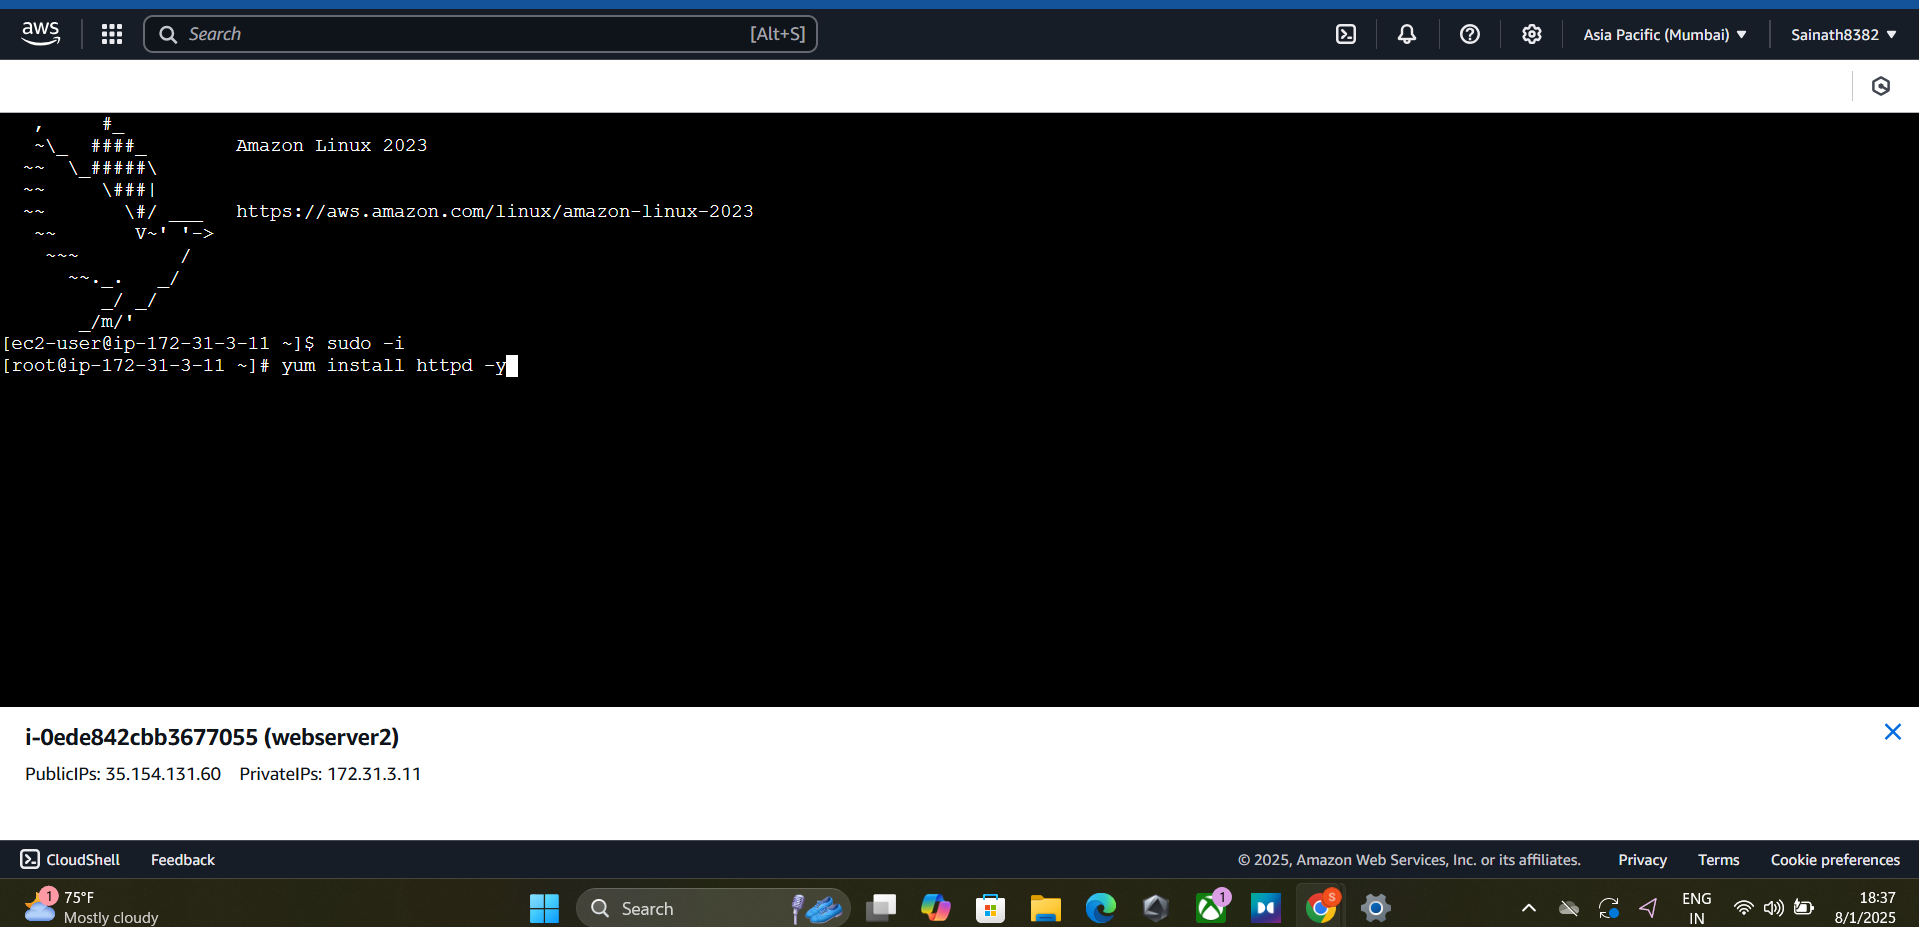 aws
Search [Alt+S]
Asia Pacific (Mumbai) ▼
Sainath8382 ▼
   ,     #_
   ~\_  ####_        Amazon Linux 2023
  ~~  \_#####\
  ~~     \###|
  ~~       \#/ ___   https://aws.amazon.com/linux/amazon-linux-2023
   ~~       V~' '->
    ~~~         /
      ~~._.   _/
         _/ _/
       _/m/'
[ec2-user@ip-172-31-3-11 ~]$ sudo -i
[root@ip-172-31-3-11 ~]# yum install httpd -y
i-0ede842cbb3677055 (webserver2)
PublicIPs: 35.154.131.60 PrivateIPs: 172.31.3.11
CloudShell Feedback
© 2025, Amazon Web Services, Inc. or its affiliates. Privacy Terms Cookie preferences
1
75°F
Mostly cloudy
Search
1
S
ENG
IN
18:37
8/1/2025